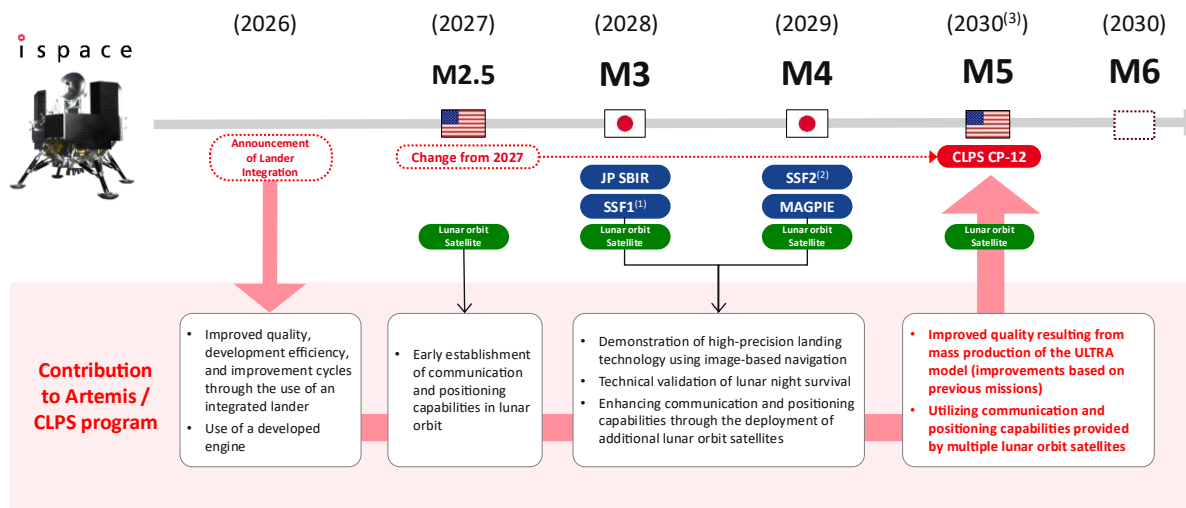 ispace
(2026)
(2027)
(2028)
(2029)
(2030(3))
(2030)
M2.5
M3
M4
M5
M6
Announcement
of Lander
Integration
Change from 2027
CLPS CP-12
JP SBIR
SSF1(1)
SSF2(2)
MAGPIE
Lunar orbit
Satellite
Lunar orbit
Satellite
Lunar orbit
Satellite
Lunar orbit
Satellite
Contribution
to Artemis /
CLPS program
• Improved quality,
development efficiency,
and improvement cycles
through the use of an
integrated lander
• Use of a developed
engine
• Early establishment
of communication
and positioning
capabilities in lunar
orbit
• Demonstration of high-precision landing
technology using image-based navigation
• Technical validation of lunar night survival
• Enhancing communication and positioning
capabilities through the deployment of
additional lunar orbit satellites
• Improved quality resulting from
mass production of the ULTRA
model (improvements based on
previous missions)
• Utilizing communication and
positioning capabilities provided
by multiple lunar orbit satellites